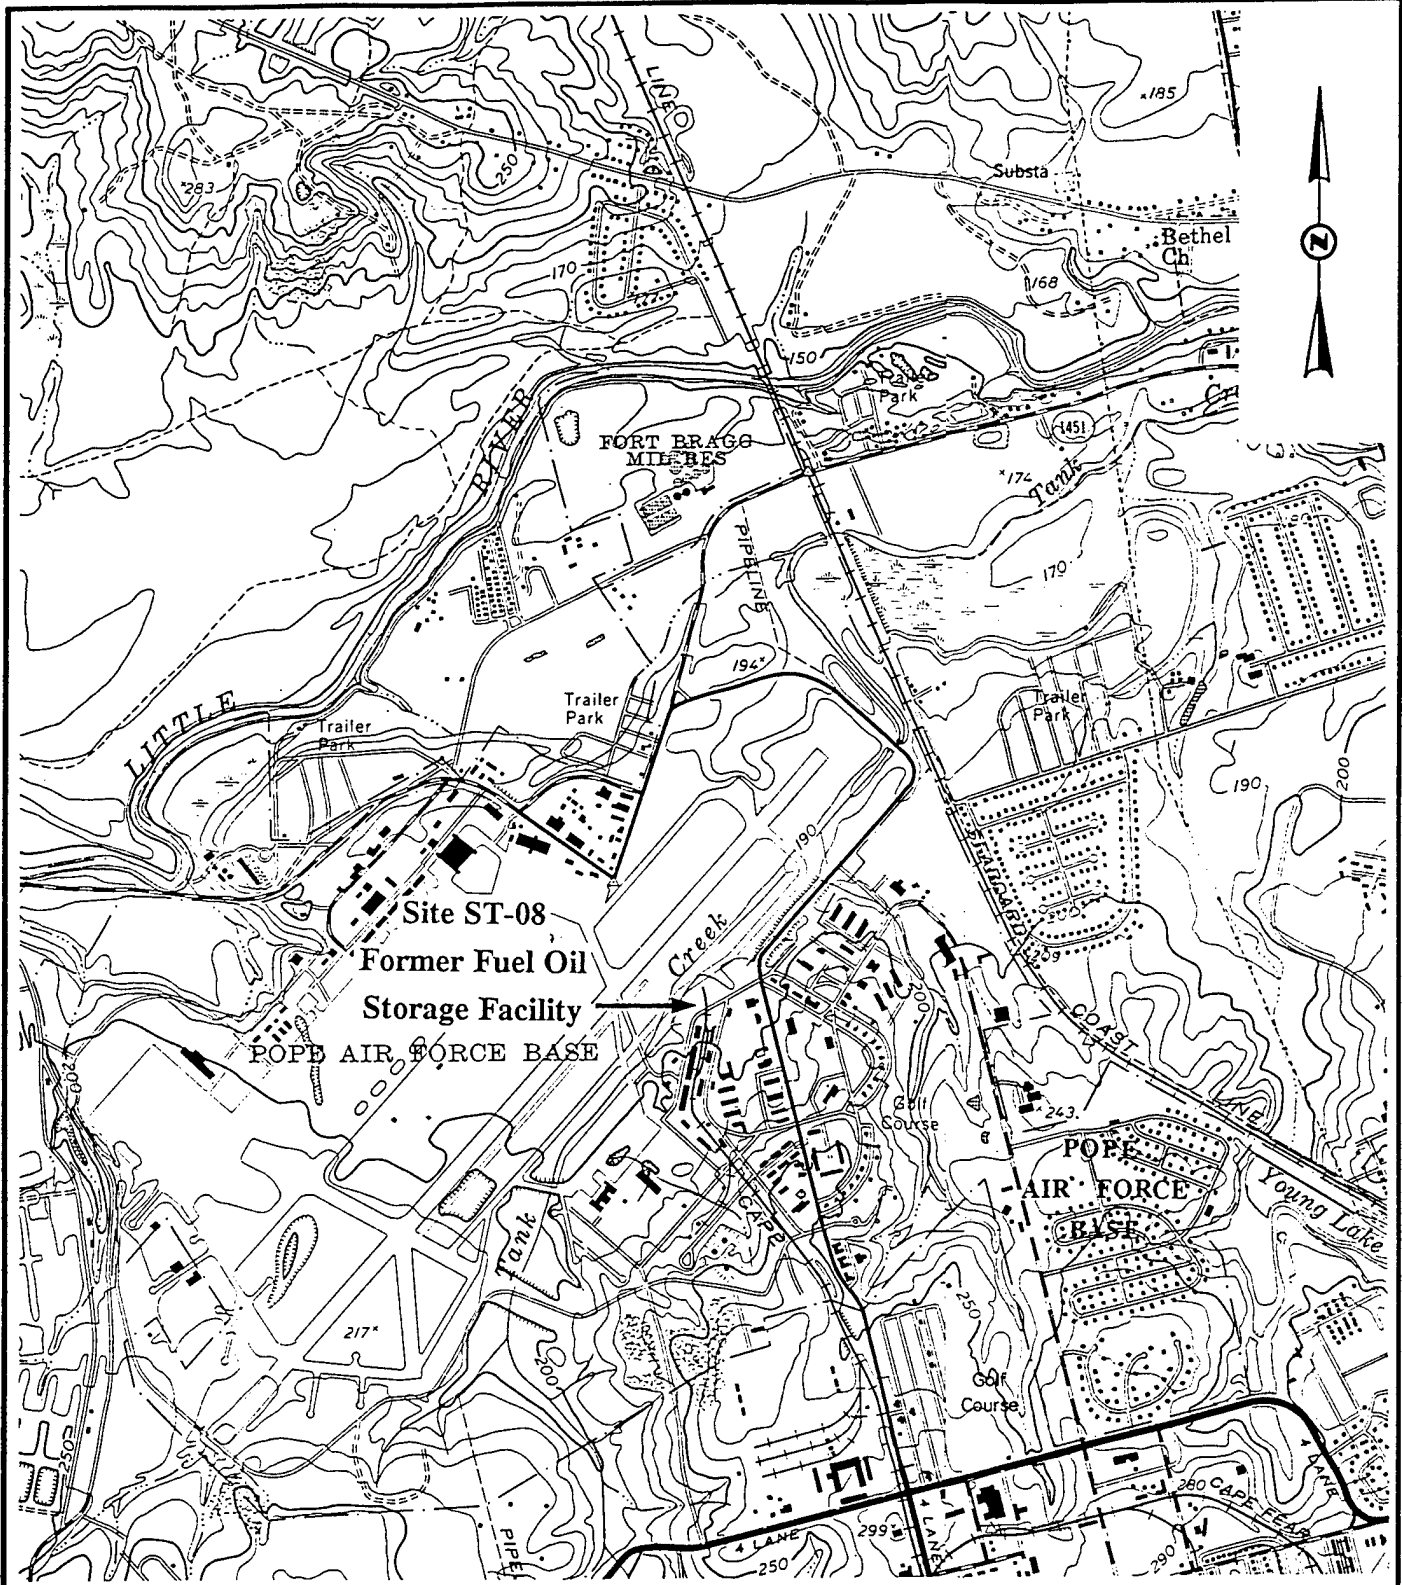 LINE
250
283
×185
Substa
Bethel
Ch
168
170
150
Park
RIVER
FORT BRAGG
MIL RES
1451
×174
Tank
PIPELINE
170
194×
LITTLE
Trailer
Park
Trailer
Park
Trailer
Park
190
200
190
SEABOARD
Site ST-08
Former Fuel Oil
Storage Facility
POPE AIR FORCE BASE
Creek
200
209
COAST
LINE
200
Golf
Course
×243
POPE
AIR FORCE
BASE
Young Lake
CAPE
Tank
217×
200
250
Golf
Course
250
4 LANE
4 LANE
4 LANE
299
250
280
CAPE FEAR
290
PIPE
N